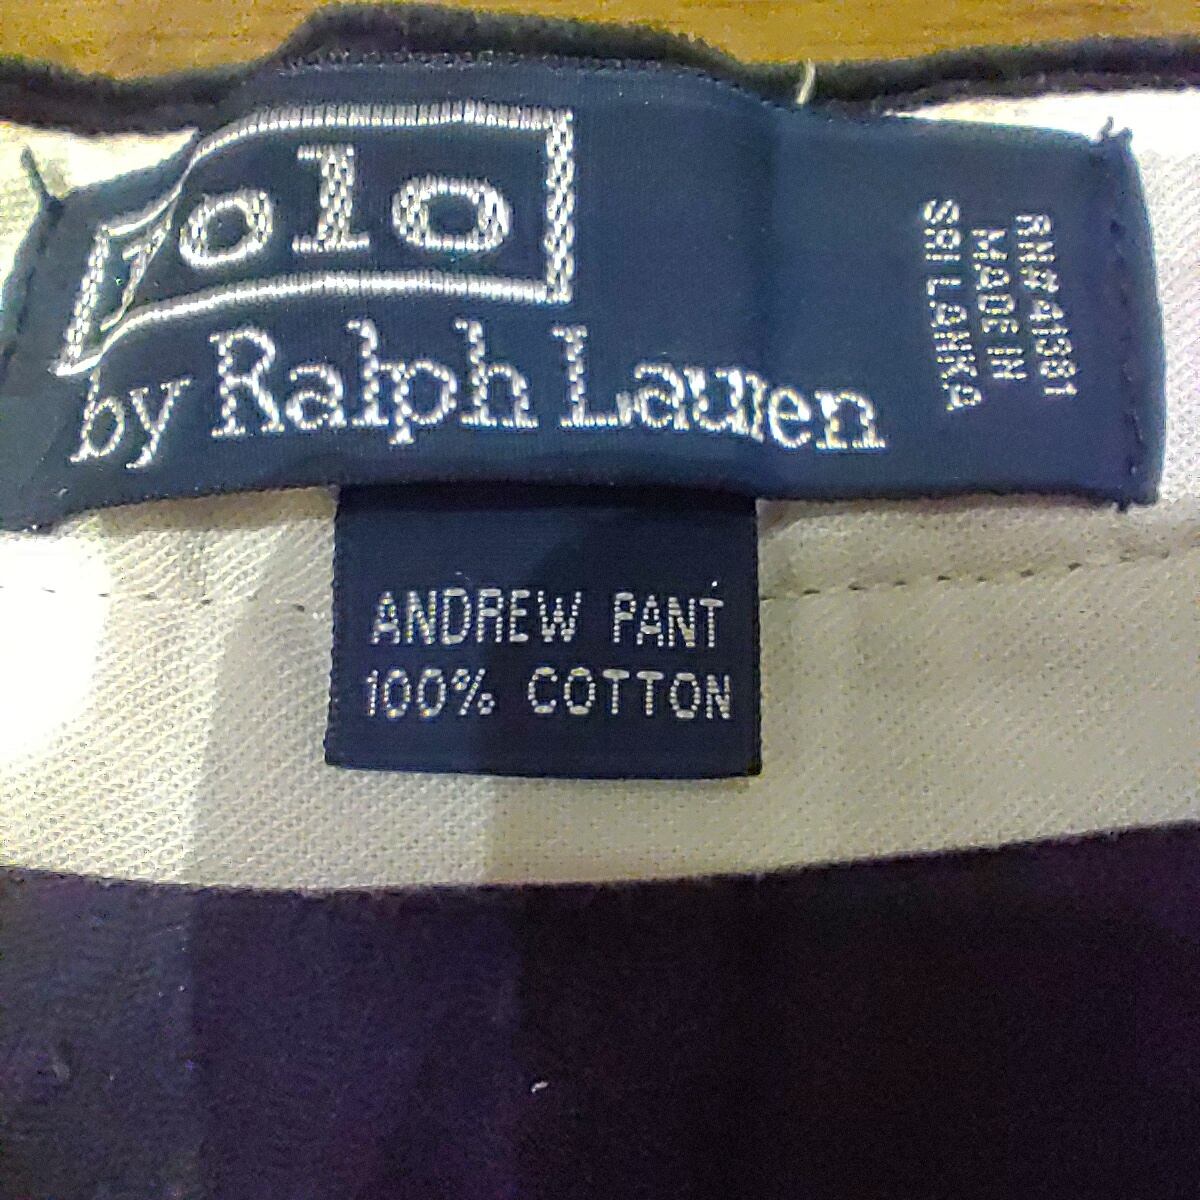 Polo
by Ralph Lauren
RN#41381
MADE IN
SRI LANKA
ANDREW PANT
100% COTTON